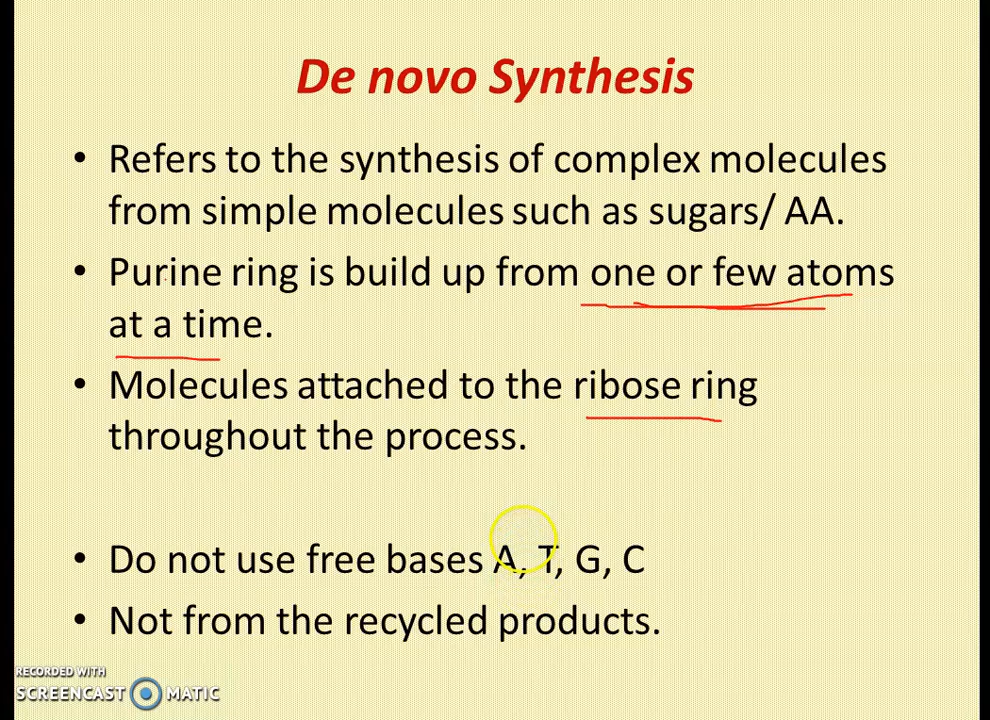 De novo Synthesis
• Refers to the synthesis of complex molecules
from simple molecules such as sugars/ AA.
• Purine ring is build up from one or few atoms
at a time.
• Molecules attached to the ribose ring
throughout the process.
• Do not use free bases A, T, G, C
• Not from the recycled products.
RECORDED WITH
SCREENCAST MATIC